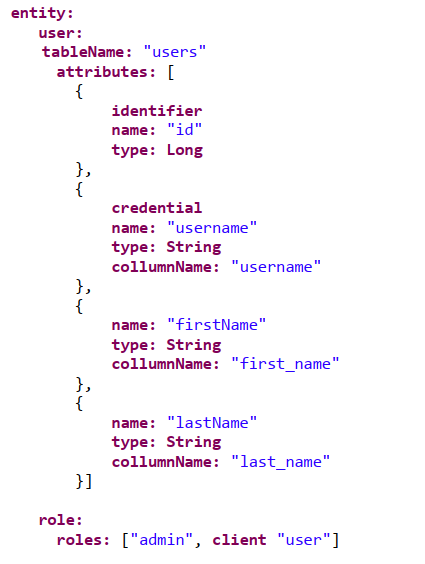 entity:
user:
tableName: "users"
attributes: [
{
identifier
name: "id"
type: Long
},
{
credential
name: "username"
type: String
collumnName: "username"
},
{
name: "firstName"
type: String
collumnName: "first_name"
},
{
name: "lastName"
type: String
collumnName: "last_name"
}]
role:
roles: ["admin", client "user"]